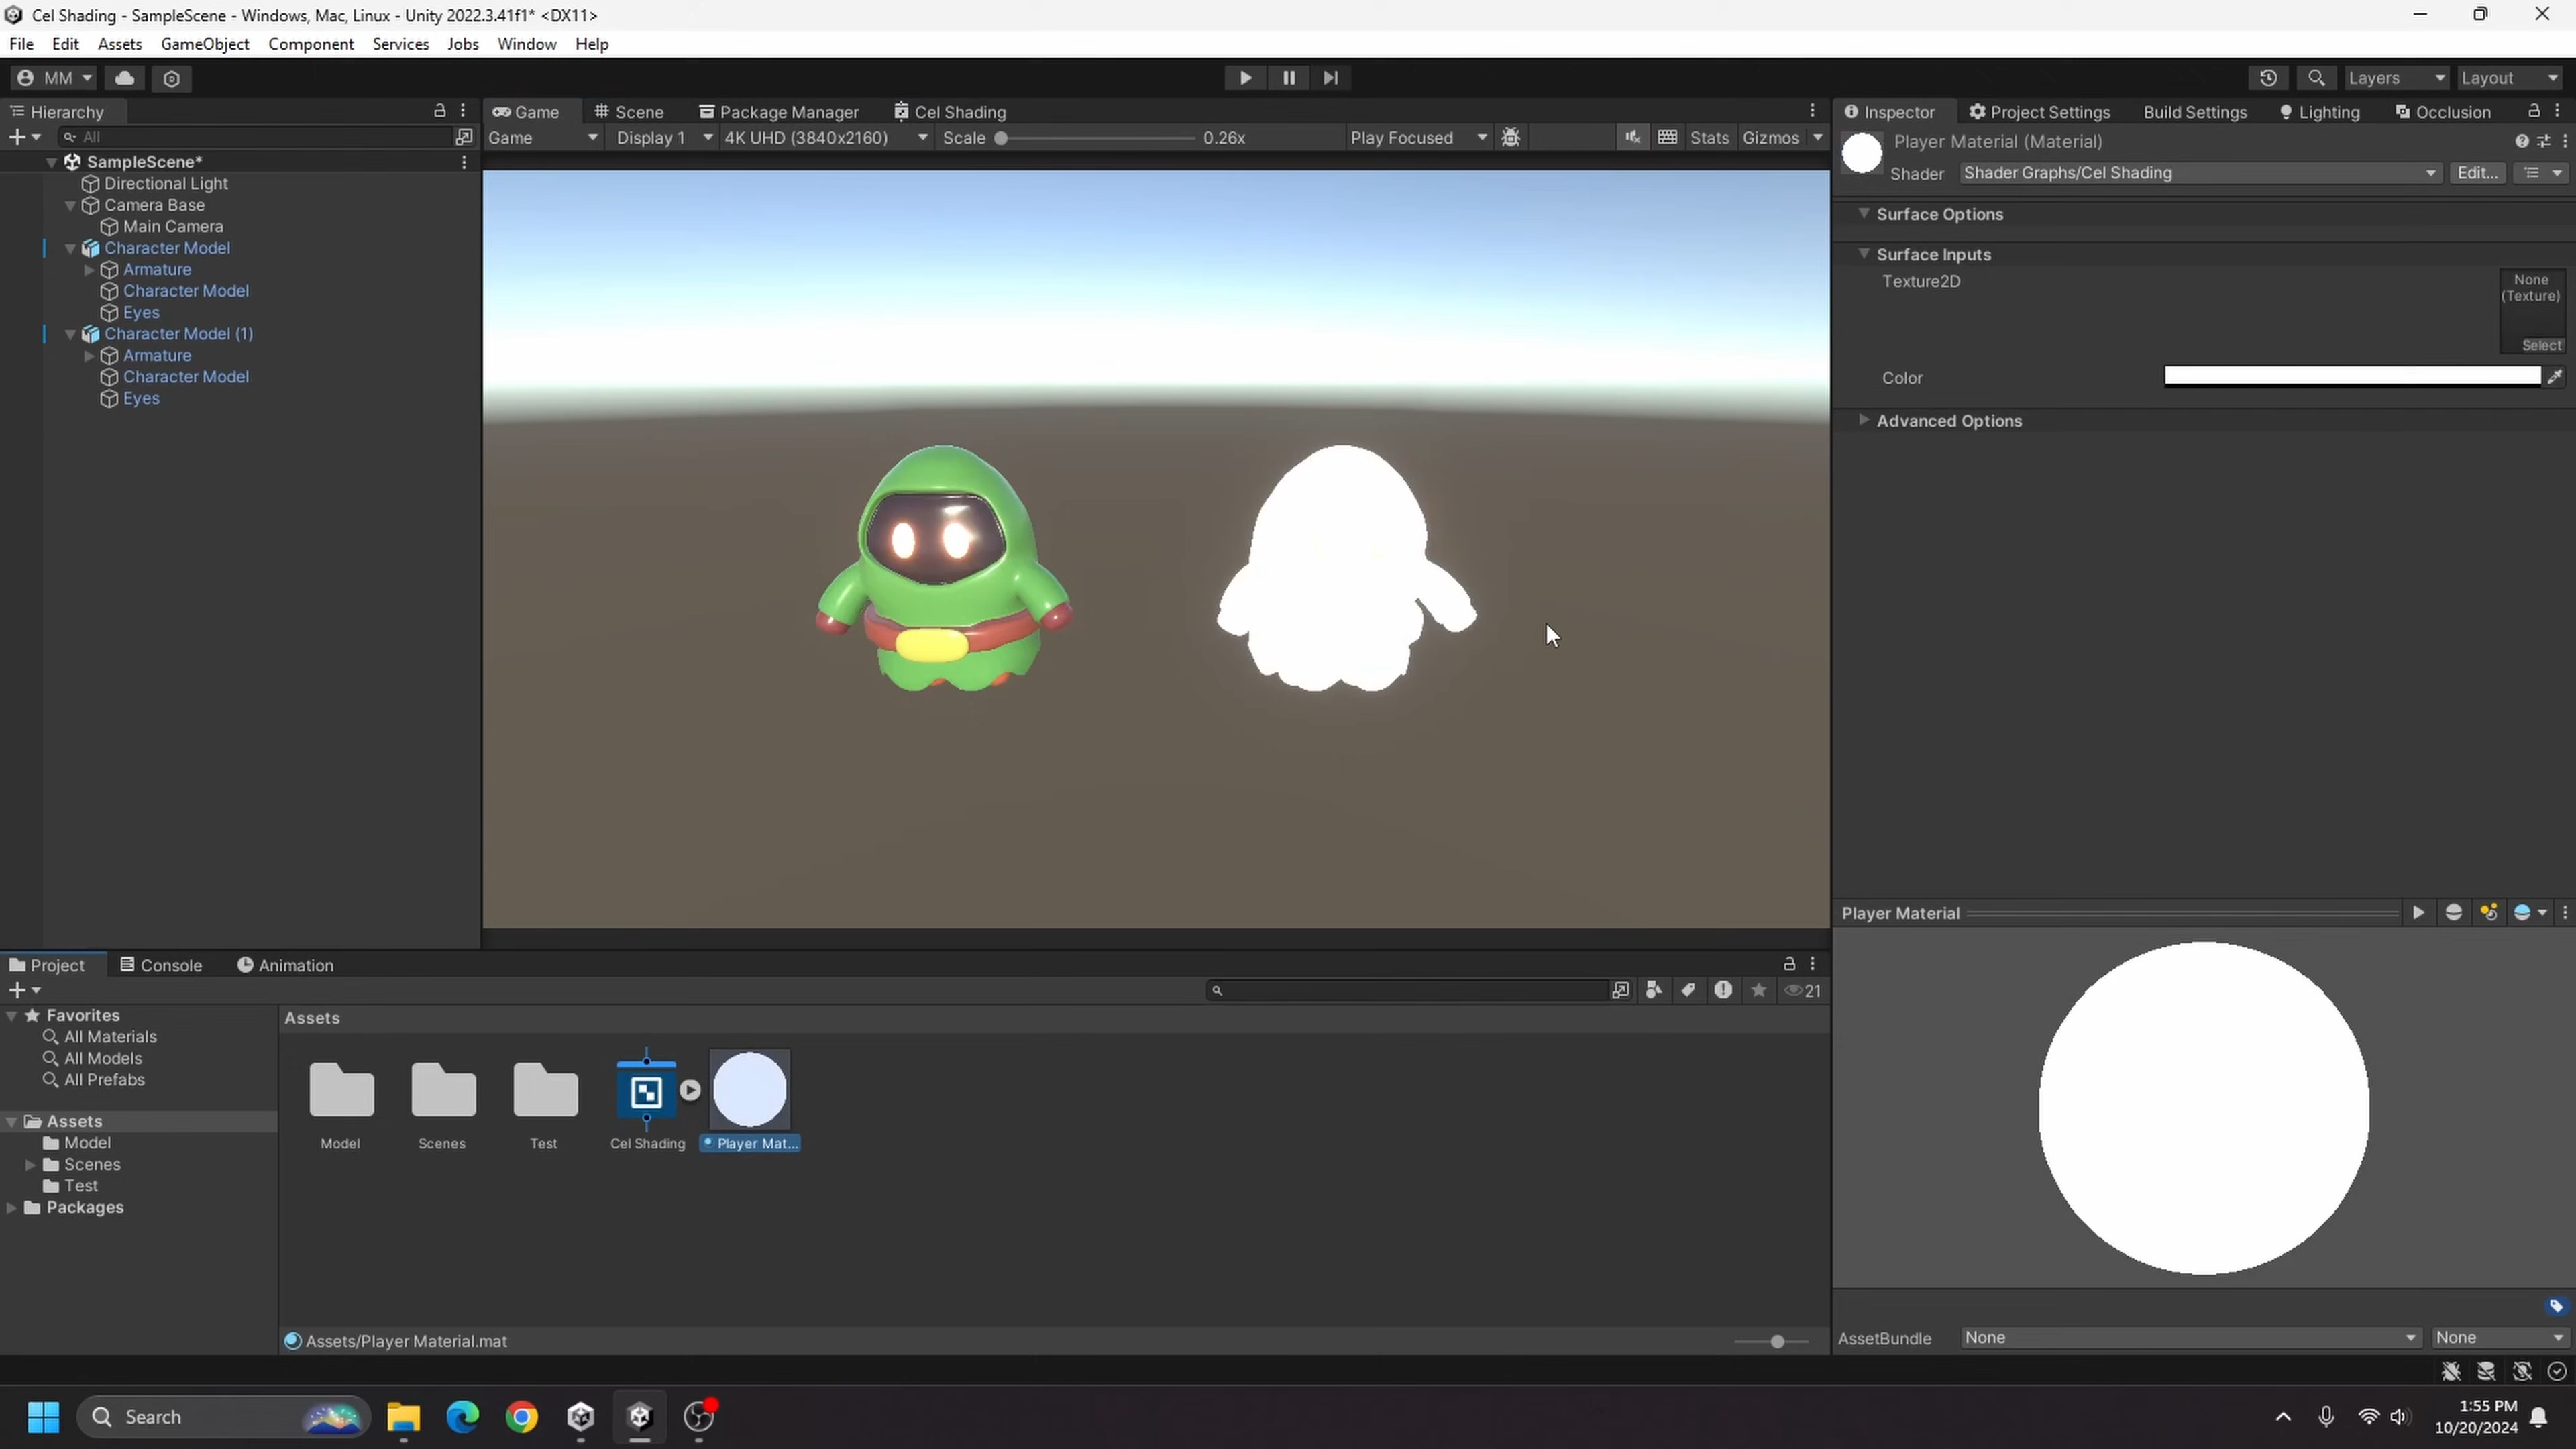 Cel Shading - SampleScene - Windows, Mac, Linux - Unity 2022.3.41f1* <DX11>
File Edit Assets GameObject Component Services Jobs Window Help
MM Layers Layout
Hierarchy
All
SampleScene*
Directional Light
Camera Base
Main Camera
Character Model
Armature
Character Model
Eyes
Character Model (1)
Armature
Character Model
Eyes
Game Scene Package Manager Cel Shading
Game Display 1 4K UHD (3840x2160) Scale 0.26x Play Focused Stats Gizmos
Inspector Project Settings Build Settings Lighting Occlusion
Player Material (Material)
Shader Shader Graphs/Cel Shading Edit...
Surface Options
Surface Inputs
Texture2D
None
(Texture)
Select
Color
Advanced Options
Player Material
AssetBundle None None
Project Console Animation
21
Favorites
All Materials
All Models
All Prefabs
Assets
Model
Scenes
Test
Packages
Assets
Model Scenes Test Cel Shading Player Mat...
Assets/Player Material.mat
Search
1:55 PM
10/20/2024